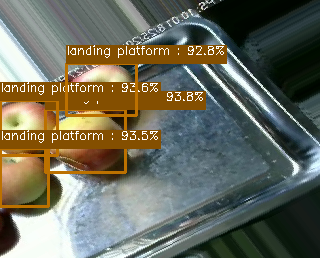 landing platform : 92.8%
landing platform : 93.6%
93.8%
landing platform : 93.5%